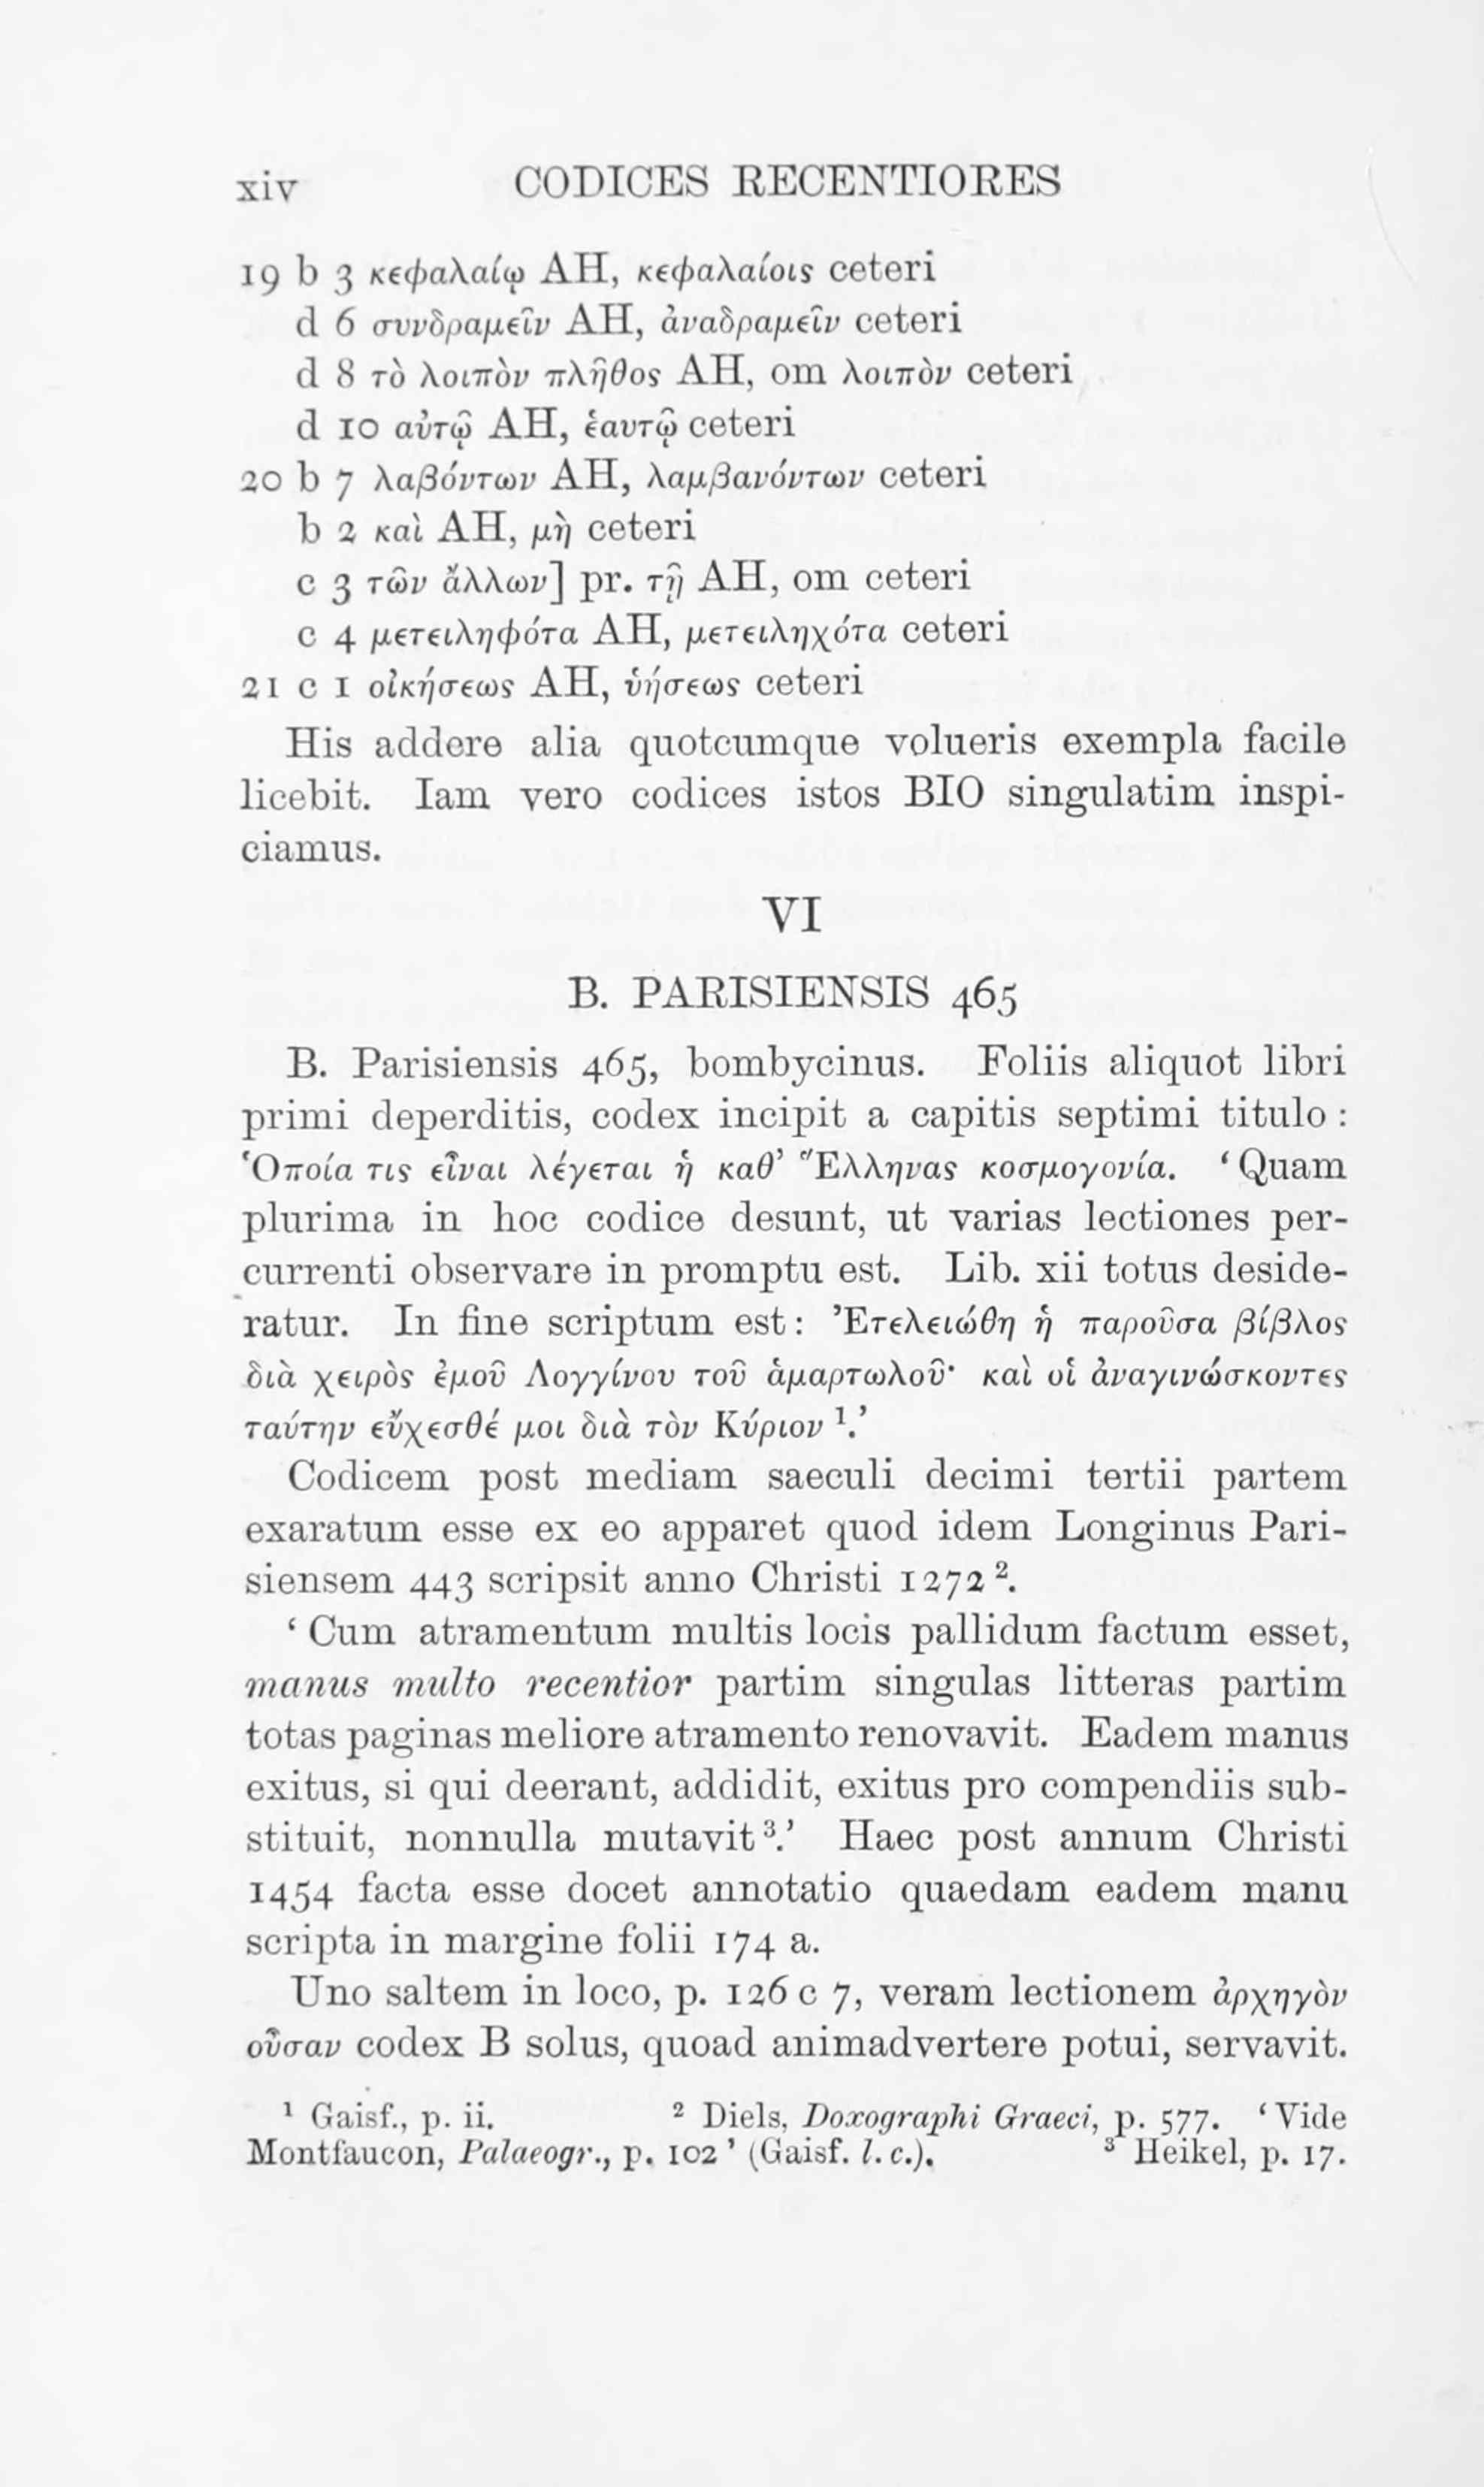 xiv CODICES RECENTIORES
19 b 3 κεφαλαίῳ AH, κεφαλαίοις ceteri
d 6 συνδραμεῖν AH, ἀναδραμεῖν ceteri
d 8 τὸ λοιπὸν πλῆθος AH, om λοιπὸν ceteri
d 10 αὐτῷ AH, ἑαυτῷ ceteri
20 b 7 λαβόντων AH, λαμβανόντων ceteri
b 2 καὶ AH, μὴ ceteri
c 3 τῶν ἄλλων] pr. τῇ AH, om ceteri
c 4 μετειληφότα AH, μετειληχότα ceteri
21 c 1 οἰκήσεως AH, ὑήσεως ceteri
His addere alia quotcumque volueris exempla facile
licebit. Iam vero codices istos BIO singulatim inspi-
ciamus.
VI
B. PARISIENSIS 465
B. Parisiensis 465, bombycinus. Foliis aliquot libri
primi deperditis, codex incipit a capitis septimi titulo :
Ὁποία τις εἶναι λέγεται ἡ καθ’ Ἕλληνας κοσμογονία. ‘Quam
plurima in hoc codice desunt, ut varias lectiones per-
currenti observare in promptu est. Lib. xii totus deside-
ratur. In fine scriptum est : Ἐτελειώθη ἡ παροῦσα βίβλος
διὰ χειρὸς ἐμοῦ Λογγίνου τοῦ ἁμαρτωλοῦ· καὶ οἱ ἀναγινώσκοντες
ταύτην εὔχεσθέ μοι διὰ τὸν Κύριον ¹.’
Codicem post mediam saeculi decimi tertii partem
exaratum esse ex eo apparet quod idem Longinus Pari-
siensem 443 scripsit anno Christi 1272 ².
‘ Cum atramentum multis locis pallidum factum esset,
manus multo recentior partim singulas litteras partim
totas paginas meliore atramento renovavit. Eadem manus
exitus, si qui deerant, addidit, exitus pro compendiis sub-
stituit, nonnulla mutavit ³.’ Haec post annum Christi
1454 facta esse docet annotatio quaedam eadem manu
scripta in margine folii 174 a.
Uno saltem in loco, p. 126 c 7, veram lectionem ἀρχηγὸν
οὖσαν codex B solus, quoad animadvertere potui, servavit.
¹ Gaisf., p. ii. ² Diels, Doxographi Graeci, p. 577. ‘ Vide
Montfaucon, Palaeogr., p. 102 ’ (Gaisf. l. c.). ³ Heikel, p. 17.